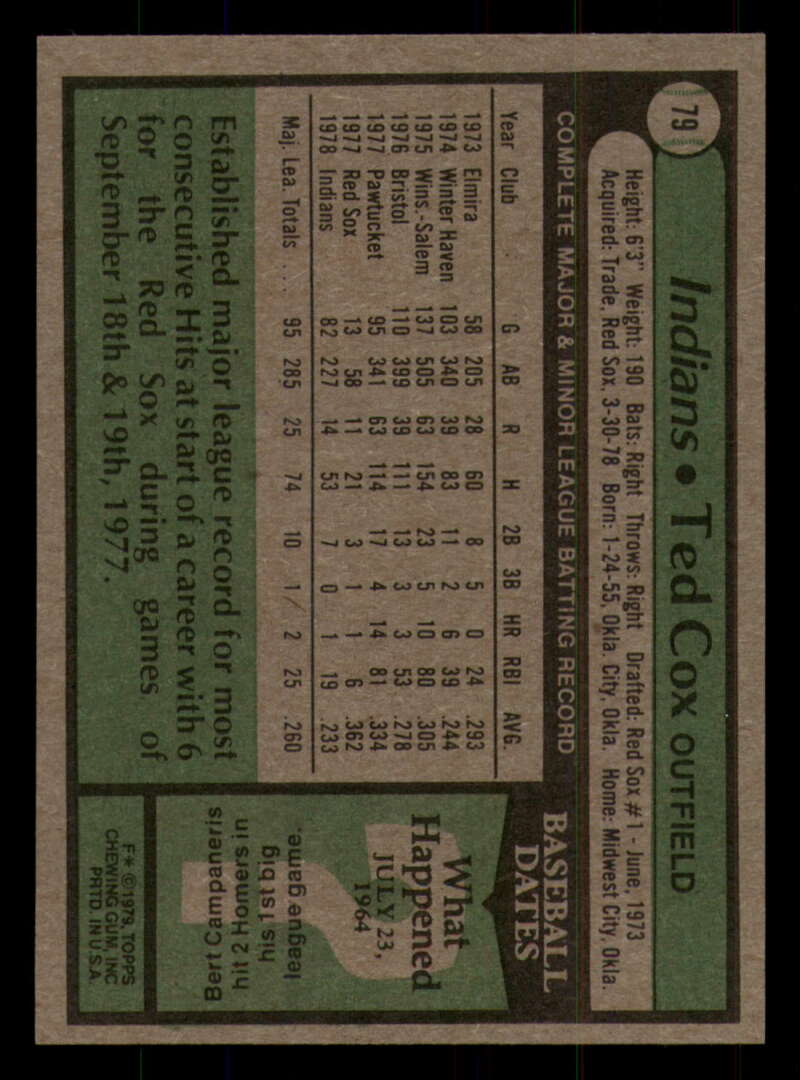 79
Indians • Ted Cox OUTFIELD
Height: 6'3" Weight: 190 Bats: Right Throws: Right Drafted: Red Sox #1 - June, 1973
Acquired: Trade, Red Sox, 3-30-78 Born: 1-24-55, Okla. City, Okla. Home: Midwest City, Okla.
COMPLETE MAJOR & MINOR LEAGUE BATTING RECORD
Year Club G AB R H 2B 3B HR RBI AVG.
1973 Elmira 58 205 28 60 8 5 0 24 .293
1974 Winter Haven 103 340 39 83 11 2 6 39 .244
1975 Wins.-Salem 137 505 63 154 23 5 10 80 .305
1976 Bristol 110 399 39 111 13 3 3 53 .278
1977 Pawtucket 95 341 63 114 17 4 14 81 .334
1977 Red Sox 13 58 11 21 3 1 1 6 .362
1978 Indians 82 227 14 53 7 0 1 19 .233
Maj. Lea. Totals . . . 95 285 25 74 10 1 2 25 .260
Established major league record for most
consecutive Hits at start of a career with 6
for the Red Sox during games of
September 18th & 19th, 1977.
BASEBALL
DATES
What
Happened
JULY 23,
1964
Bert Campaneris
hit 2 Homers in
his 1st big
league game.
F* © 1979, TOPPS
CHEWING GUM, INC
PRTD. IN U.S.A.